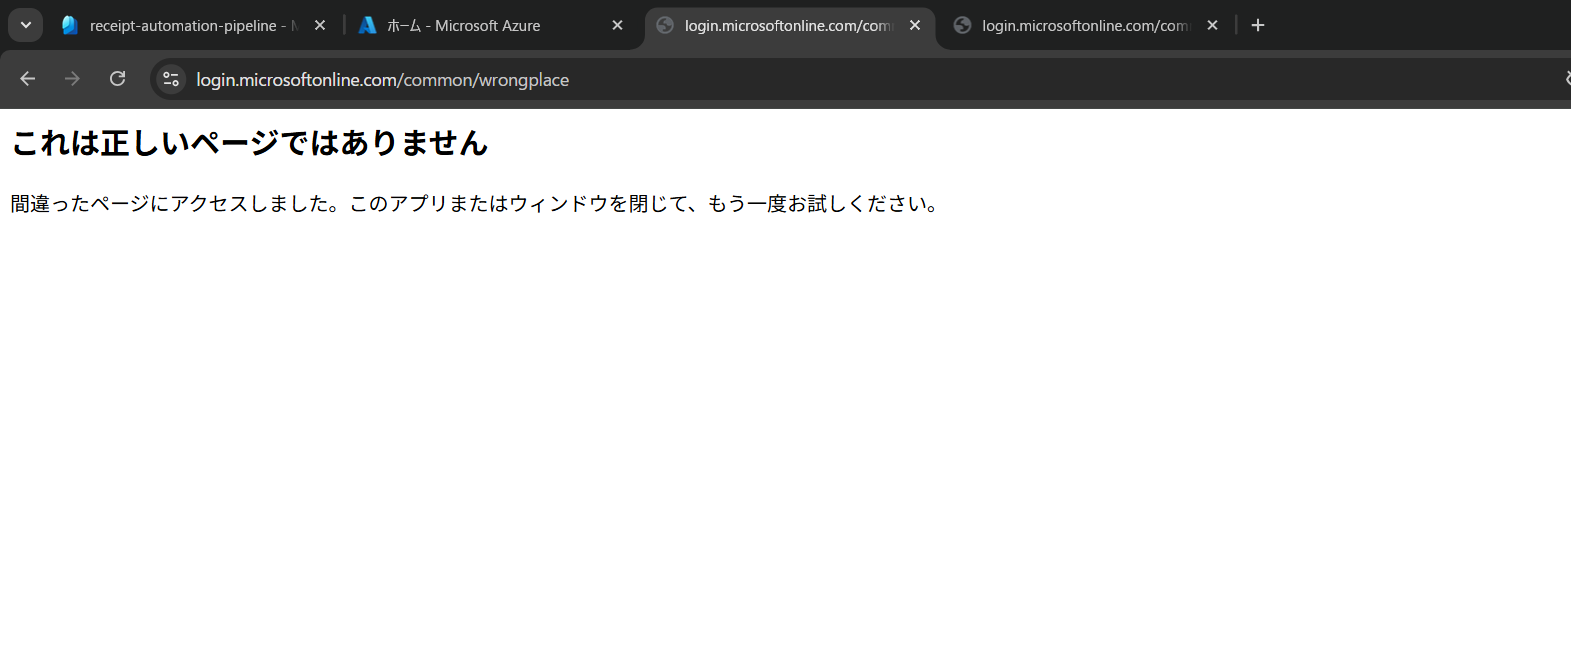 receipt-automation-pipeline -
ホーム - Microsoft Azure
login.microsoftonline.com/com
login.microsoftonline.com/com
login.microsoftonline.com/common/wrongplace
これは正しいページではありません
間違ったページにアクセスしました。このアプリまたはウィンドウを閉じて、もう一度お試しください。